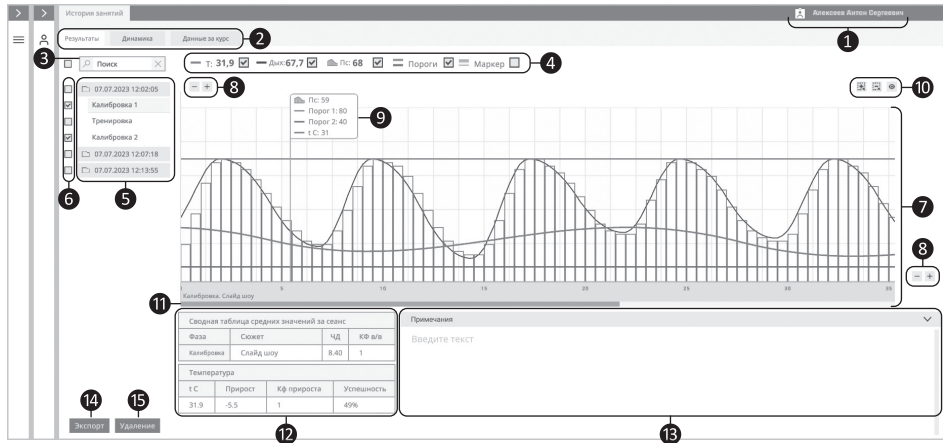 История занятий
Алексеев Антон Сергеевич
1
Результаты Динамика Данные за курс 2
3 Поиск
Т: 31,9 Дых:67,7 Пс: 68 Пороги Маркер 4
8
10
07.07.2023 12:02:05
Калибровка 1
Тренировка
Калибровка 2
07.07.2023 12:07:18
07.07.2023 12:13:55
6 5
Пс: 59
Порог 1: 80
Порог 2: 40
t C: 31
9
7
8
5 10 15 20 25 30 35
Калибровка. Слайд шоу
11
Сводная таблица средних значений за сеанс
Фаза Сюжет ЧД КФ в/в
Калибровка Слайд шоу 8.40 1
Температура
t C Прирост Кф прироста Успешность
31.9 -5.5 1 49%
12
Примечания
Введите текст
13
14 15
Экспорт Удаление